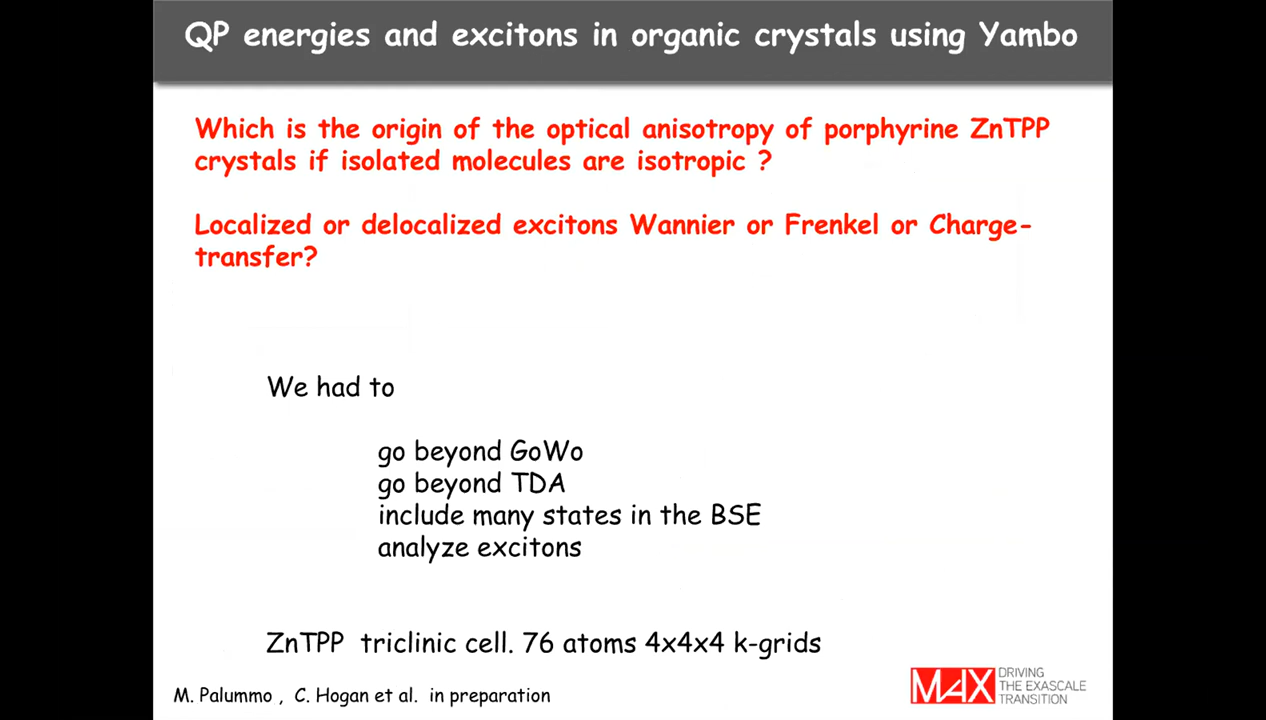 QP energies and excitons in organic crystals using Yambo
Which is the origin of the optical anisotropy of porphyrine ZnTPP
crystals if isolated molecules are isotropic ?
Localized or delocalized excitons Wannier or Frenkel or Charge-
transfer?
We had to
go beyond GoWo
go beyond TDA
include many states in the BSE
analyze excitons
ZnTPP triclinic cell. 76 atoms 4x4x4 k-grids
M. Palummo , C. Hogan et al. in preparation
MAX DRIVING
THE EXASCALE
TRANSITION